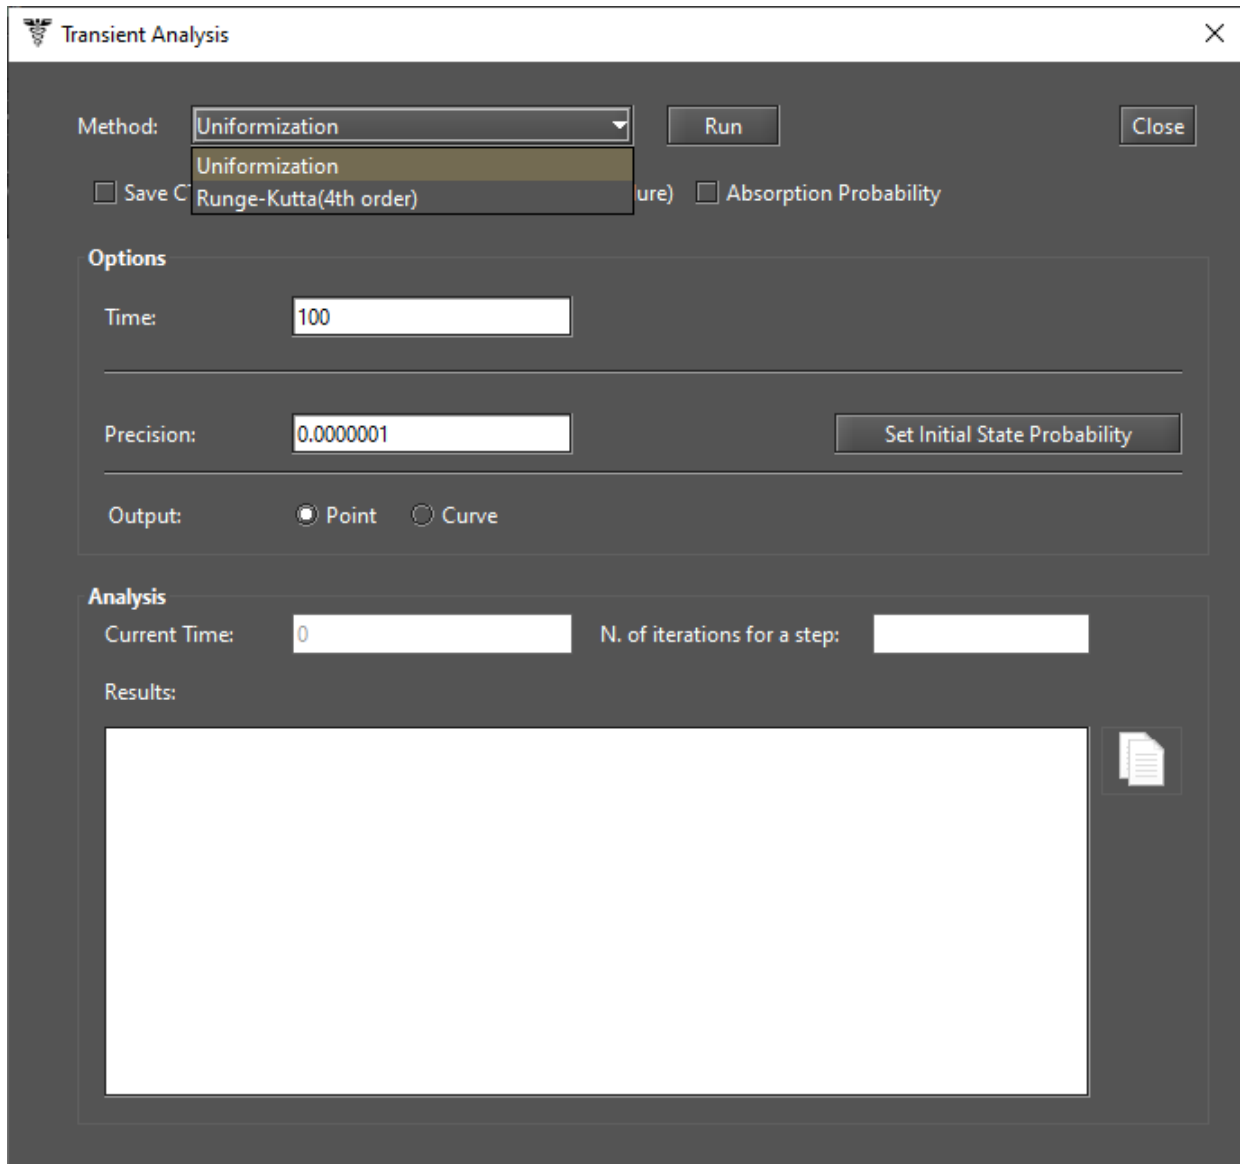 Transient Analysis
Method: Uniformization Run Close
Uniformization
Runge-Kutta(4th order)
Save Absorption Probability
Options
Time: 100
Precision: 0.0000001 Set Initial State Probability
Output: Point Curve
Analysis
Current Time: 0 N. of iterations for a step:
Results: